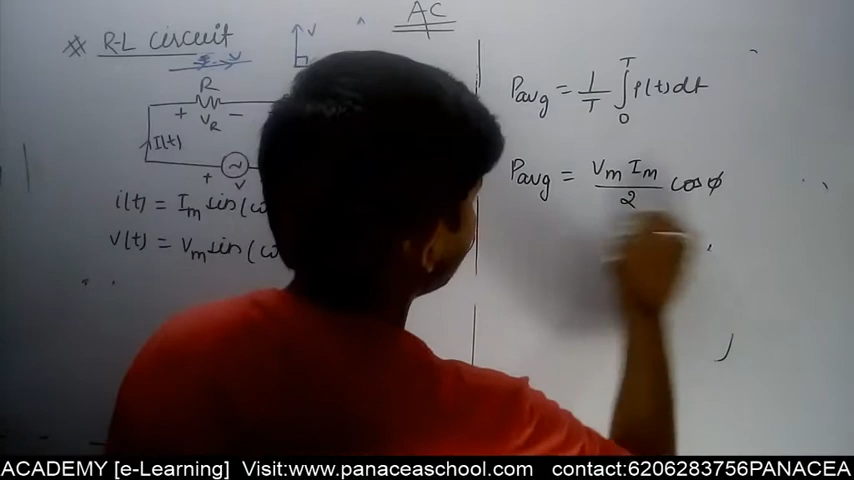 AC
R-L circuit
V
R
+ V_R -
I(t)
+ V
i(t) = I_m sin(ω
v(t) = V_m sin(ω
P_avg = 1/T ∫_0^T P(t)dt
P_avg = V_m I_m / 2 cos φ
ACADEMY [e-Learning] Visit:www.panaceaschool.com contact:6206283756PANACEA